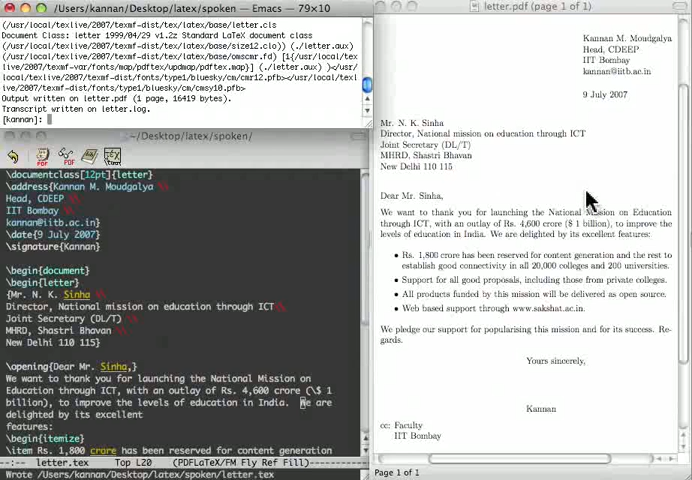 spoken — Emacs — 79×10
(/usr/local/texlive/2007/texmf-dist/tex/latex/base/letter.cls
Document Class: letter 1999/04/29 v1.2z Standard LaTeX document class
(/usr/local/texlive/2007/texmf-dist/tex/latex/base/size12.clo)) (./letter.aux)
(/usr/local/texlive/2007/texmf-dist/tex/latex/base/omscmr.fd) [1{/usr/local/tex
live/2007/texmf-var/fonts/map/pdftex/updmap/pdftex.map}] (./letter.aux) )</usr/
local/texlive/2007/texmf-dist/fonts/type1/bluesky/cm/cmr12.pfb></usr/local/texl
ive/2007/texmf-dist/fonts/type1/bluesky/cm/cmsy10.pfb>
Output written on letter.pdf (1 page, 16419 bytes).
Transcript written on letter.log.
[kannan]:
~/Desktop/latex/spoken/
\documentclass[12pt]{letter}
\address{Kannan M. Moudgalya \\
Head, CDEEP \\
IIT Bombay \\
kannan@iitb.ac.in}
\date{9 July 2007}
\signature{Kannan}
\begin{document}
\begin{letter}
{Mr. N. K. Sinha \\
Director, National mission on education through ICT\\
Joint Secretary (DL/T) \\
MHRD, Shastri Bhavan \\
New Delhi 110 115}
\opening{Dear Mr. Sinha,}
We want to thank you for launching the National Mission on
Education through ICT, with an outlay of Rs. 4,600 crore (\$ 1
billion), to improve the levels of education in India. We are
delighted by its excellent
features:
\begin{itemize}
\item Rs. 1,800 crore has been reserved for content generation
--:-- letter.tex Top L20 (PDFLaTeX/FM Fly Ref Fill)
Wrote /Users/kannan/Desktop/latex/spoken/letter.tex
letter.pdf (page 1 of 1)
Kannan M. Moudgalya
Head, CDEEP
IIT Bombay
kannan@iitb.ac.in
9 July 2007
Mr. N. K. Sinha
Director, National mission on education through ICT
Joint Secretary (DL/T)
MHRD, Shastri Bhavan
New Delhi 110 115
Dear Mr. Sinha,
We want to thank you for launching the National Mission on Education
through ICT, with an outlay of Rs. 4,600 crore ($ 1 billion), to improve the
levels of education in India. We are delighted by its excellent features:
• Rs. 1,800 crore has been reserved for content generation and the rest to
establish good connectivity in all 20,000 colleges and 200 universities.
• Support for all good proposals, including those from private colleges.
• All products funded by this mission will be delivered as open source.
• Web based support through www.sakshat.ac.in.
We pledge our support for popularising this mission and for its success. Re-
gards.
Yours sincerely,
Kannan
cc: Faculty
IIT Bombay
Page 1 of 1